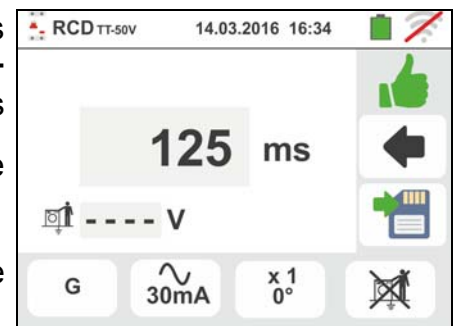 RCD TT-50V 14.03.2016 16:34
125 ms
- - - - V
G
30mA
x 1
0°
s
s
e
e